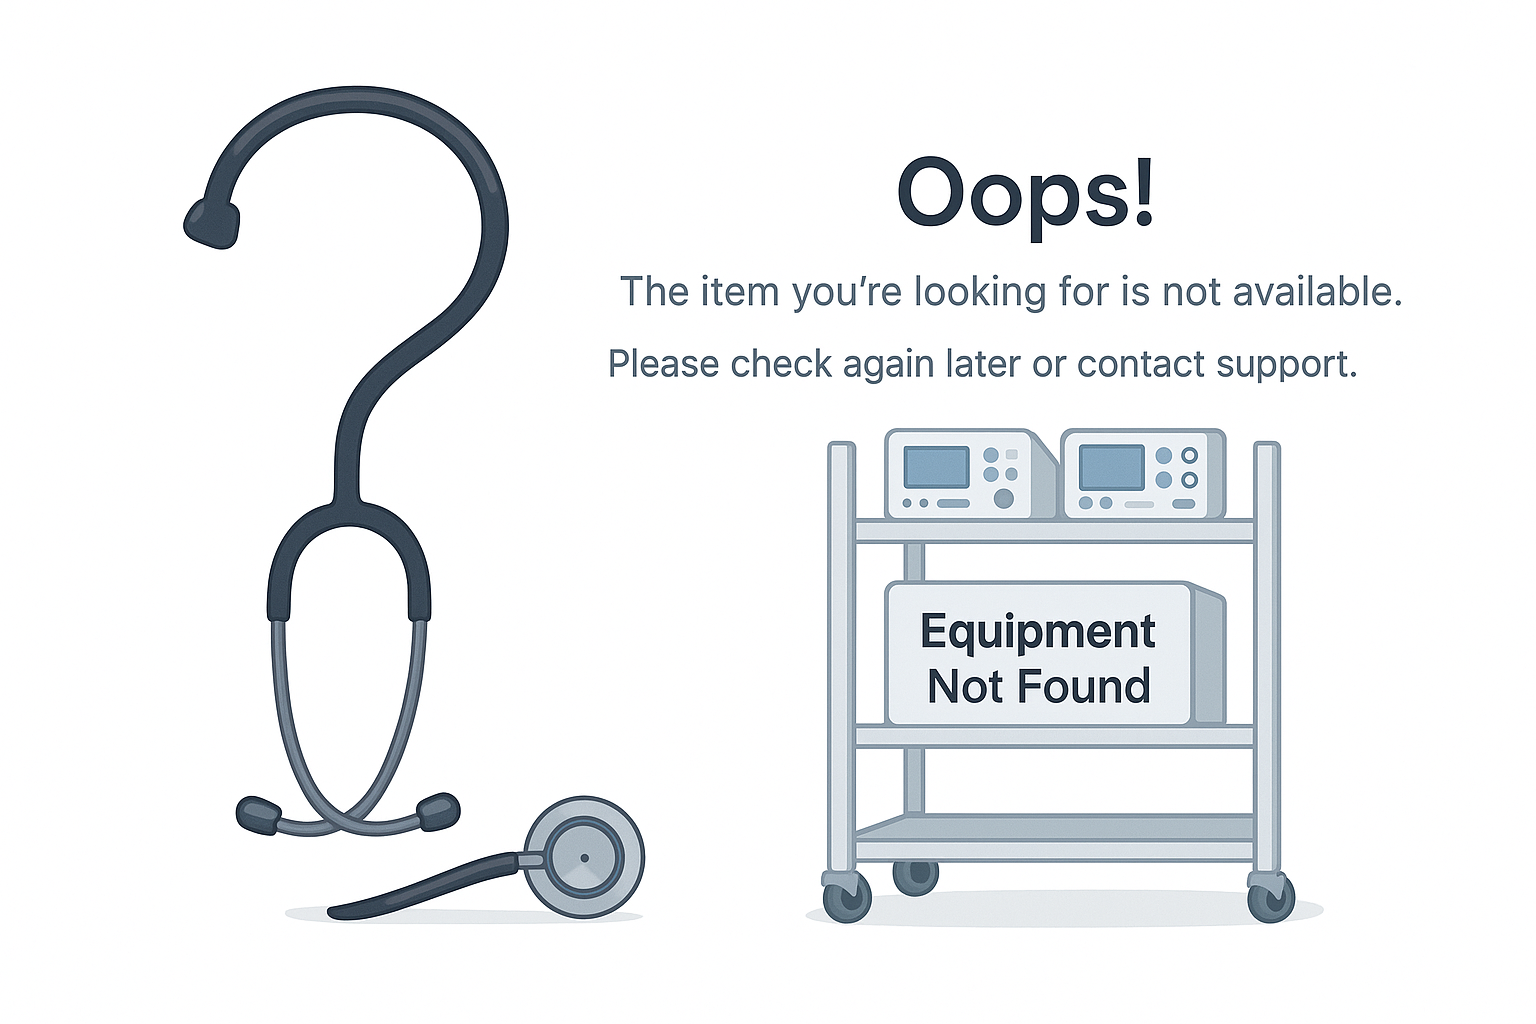 Oops!
The item you’re looking for is not available.
Please check again later or contact support.
Equipment
Not Found